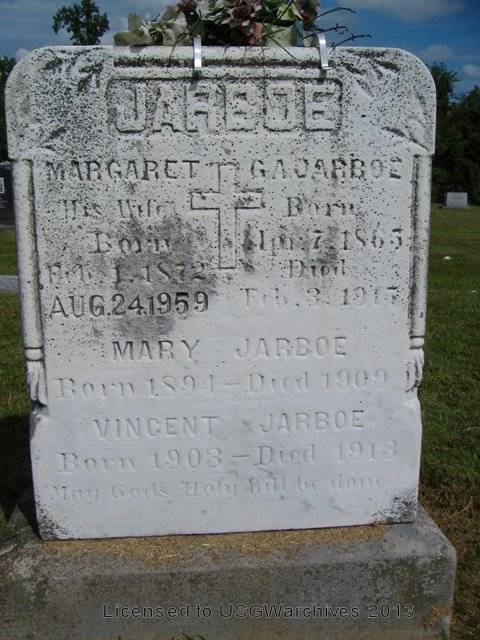 JARBOE
MARGARET
His Wife
Born
Feb. 1. 1872
AUG. 24, 1959
G.A. JARBOE
Born
Apr. 7. 1865
Died
Feb. 3. 1917
MARY JARBOE
Born 1894 – Died 1909
VINCENT JARBOE
Born 1903 – Died 1913
May Gods Holy Will be done
Licensed to USGWarchives 2013